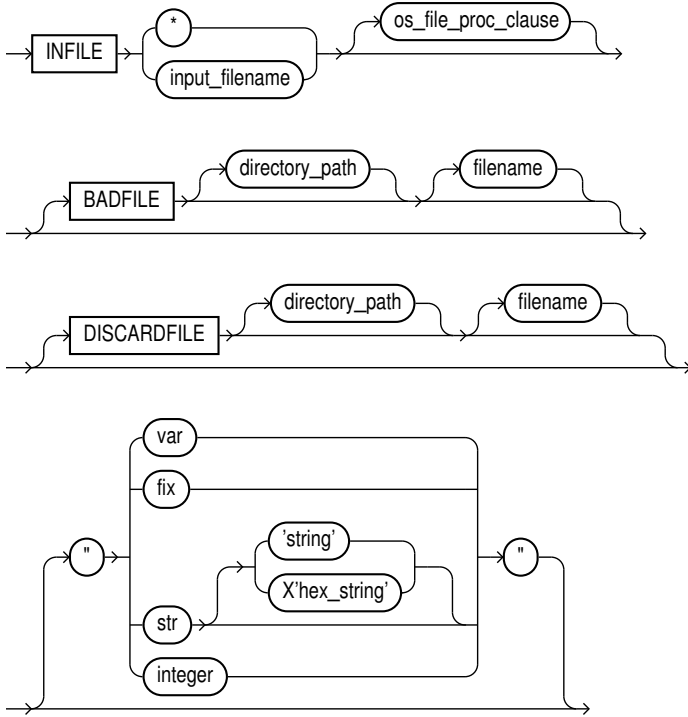 *
os_file_proc_clause
INFILE
input_filename
directory_path
filename
BADFILE
directory_path
filename
DISCARDFILE
var
fix
'string'
"
"
X'hex_string'
str
integer